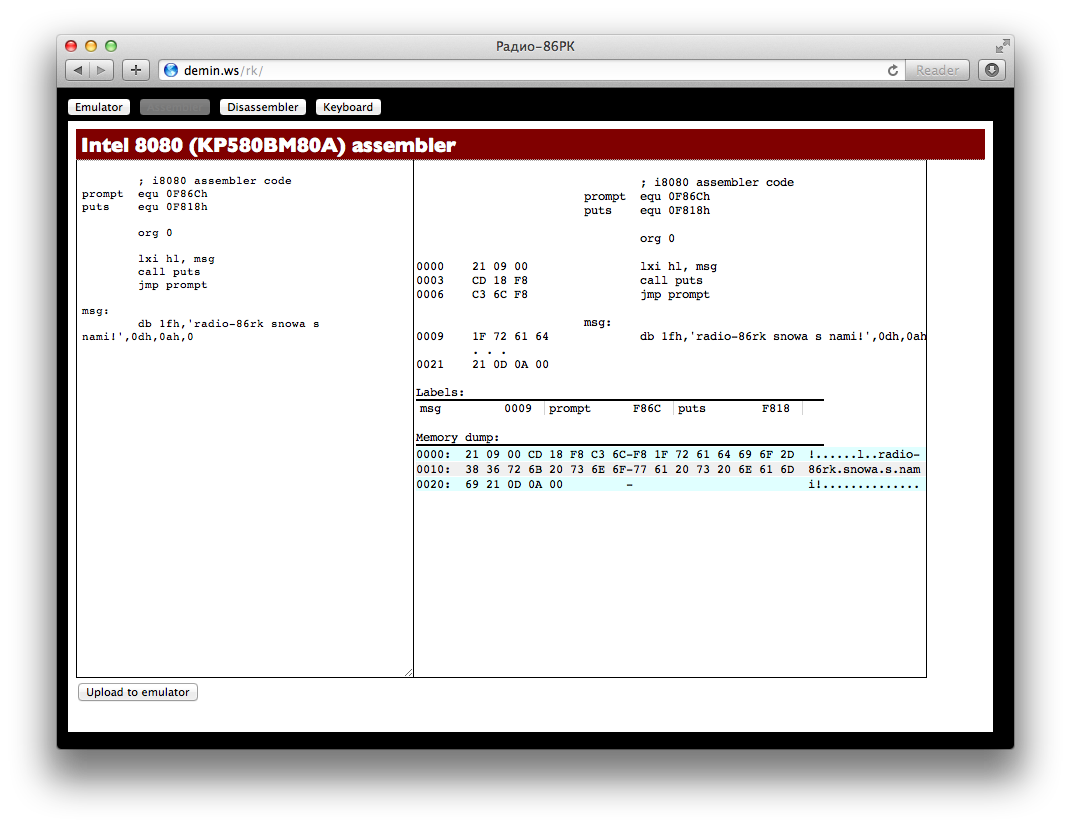 Радио-86РК
demin.ws/rk/
Reader
Emulator
Assembler
Disassembler
Keyboard
Intel 8080 (КР580ВМ80А) assembler
; i8080 assembler code
prompt equ 0F86Ch
puts equ 0F818h
org 0
lxi hl, msg
call puts
jmp prompt
msg:
db 1fh,'radio-86rk snowa s
nami!',0dh,0ah,0
; i8080 assembler code
prompt equ 0F86Ch
puts equ 0F818h
org 0
0000 21 09 00 lxi hl, msg
0003 CD 18 F8 call puts
0006 C3 6C F8 jmp prompt
msg:
0009 1F 72 61 64 db 1fh,'radio-86rk snowa s nami!',0dh,0ah
. . .
0021 21 0D 0A 00
Labels:
msg 0009 prompt F86C puts F818
Memory dump:
0000: 21 09 00 CD 18 F8 C3 6C-F8 1F 72 61 64 69 6F 2D !......l..radio-
0010: 38 36 72 6B 20 73 6E 6F-77 61 20 73 20 6E 61 6D 86rk.snowa.s.nam
0020: 69 21 0D 0A 00 - i!..............
Upload to emulator